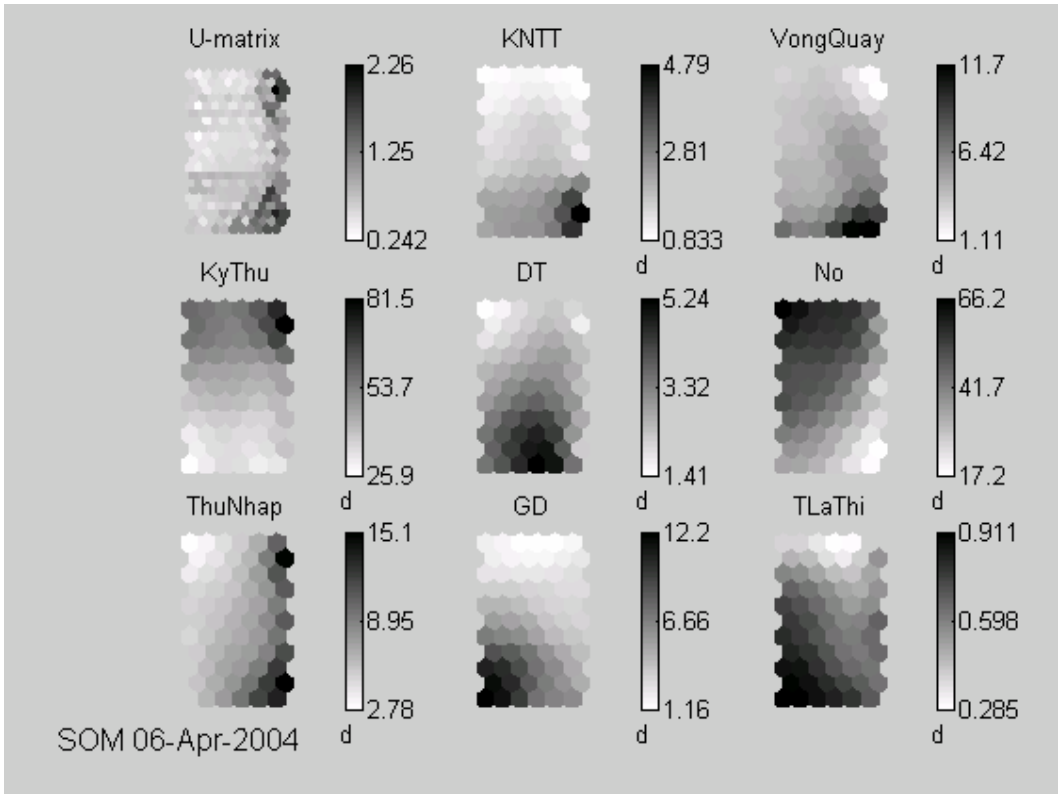 U-matrix
2.26
1.25
0.242
KNTT
4.79
2.81
0.833
d
VongQuay
11.7
6.42
1.11
d
KyThu
81.5
53.7
25.9
d
DT
5.24
3.32
1.41
d
No
66.2
41.7
17.2
d
ThuNhap
15.1
8.95
2.78
d
GD
12.2
6.66
1.16
d
TLaThi
0.911
0.598
0.285
d
SOM 06-Apr-2004